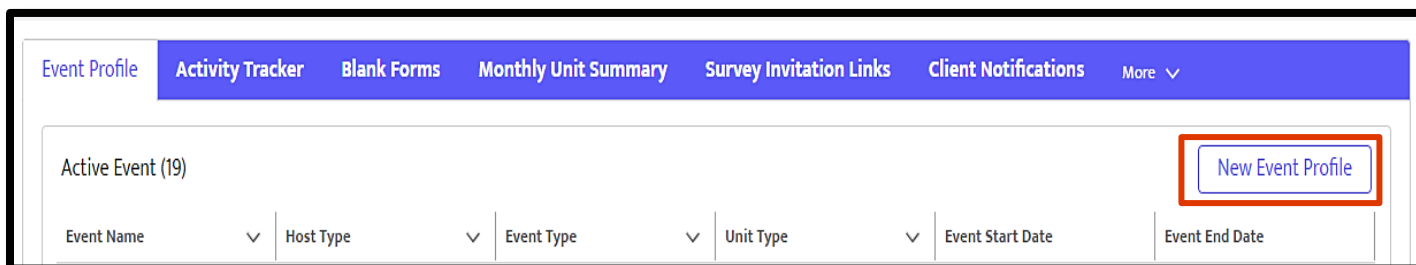 Event Profile Activity Tracker Blank Forms Monthly Unit Summary Survey Invitation Links Client Notifications More
Active Event (19) New Event Profile
Event Name Host Type Event Type Unit Type Event Start Date Event End Date